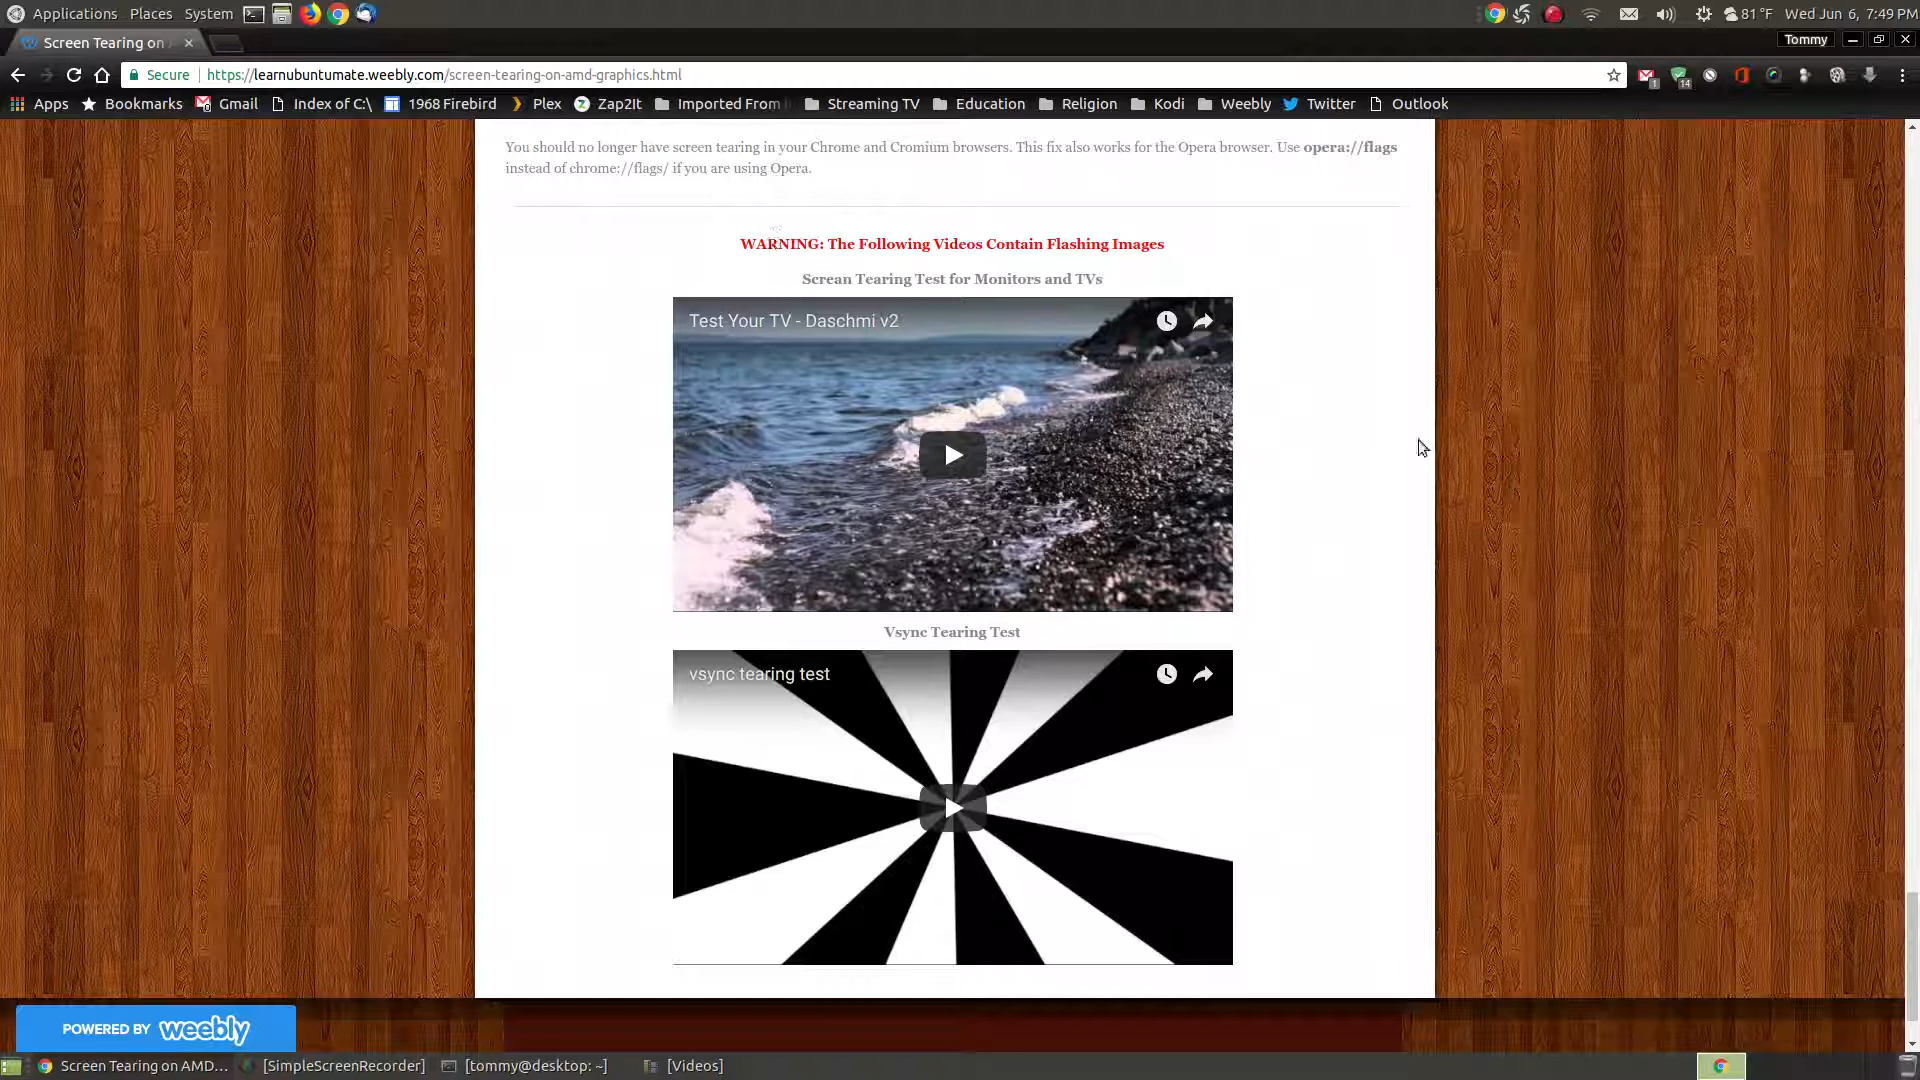 Applications Places System 81 °F Wed Jun 6, 7:49 PM
Screen Tearing on Tommy
Secure https://learnubuntumate.weebly.com/screen-tearing-on-amd-graphics.html 1 14
Apps Bookmarks Gmail Index of C:\ 1968 Firebird Plex Zap2It Imported From Streaming TV Education Religion Kodi Weebly Twitter Outlook
You should no longer have screen tearing in your Chrome and Cromium browsers. This fix also works for the Opera browser. Use opera://flags
instead of chrome://flags/ if you are using Opera.
WARNING: The Following Videos Contain Flashing Images
Screan Tearing Test for Monitors and TVs
Test Your TV - Daschmi v2
Vsync Tearing Test
vsync tearing test
POWERED BY weebly
Screen Tearing on AMD... [SimpleScreenRecorder] [tommy@desktop: ~] [Videos]